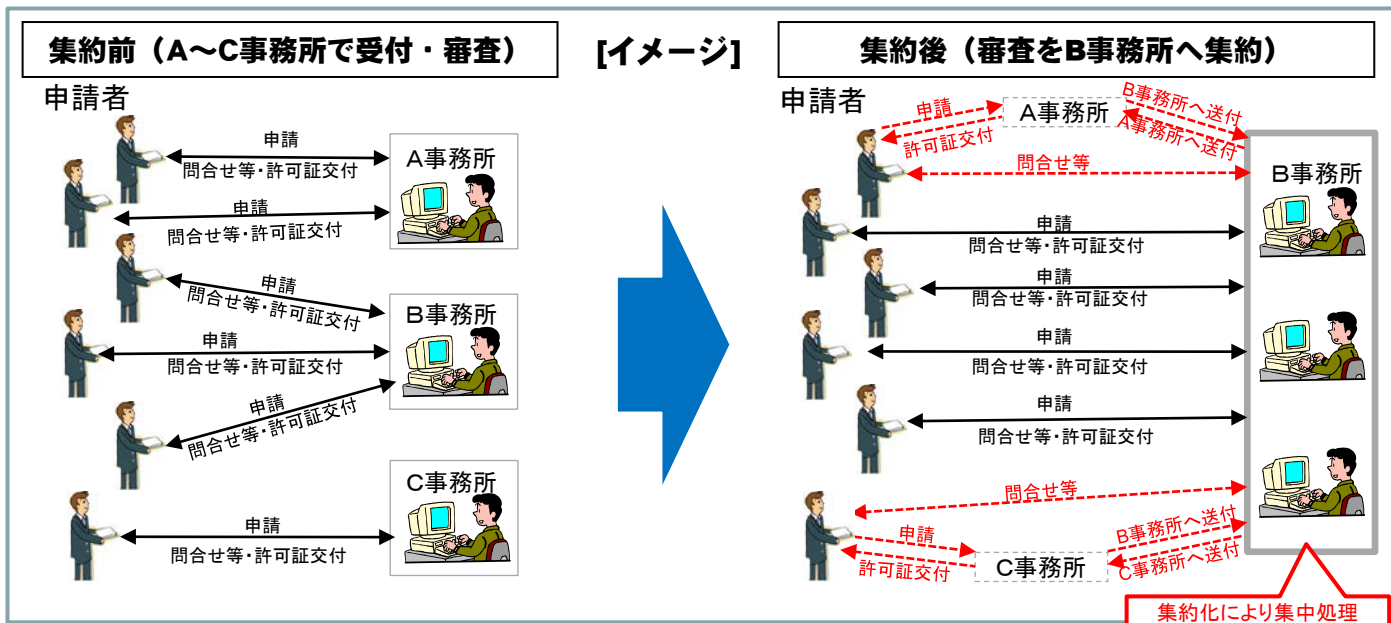 集約前（A～C事務所で受付・審査）
[イメージ]
集約後（審査をB事務所へ集約）
申請者
申請
問合せ等・許可証交付
A事務所
申請
問合せ等・許可証交付
申請
問合せ等・許可証交付
B事務所
申請
問合せ等・許可証交付
申請
問合せ等・許可証交付
C事務所
申請
問合せ等・許可証交付
申請者
申請
許可証交付
A事務所
B事務所へ送付
A事務所へ送付
問合せ等
B事務所
申請
問合せ等・許可証交付
申請
問合せ等・許可証交付
申請
問合せ等・許可証交付
申請
問合せ等・許可証交付
問合せ等
申請
許可証交付
C事務所
B事務所へ送付
C事務所へ送付
集約化により集中処理